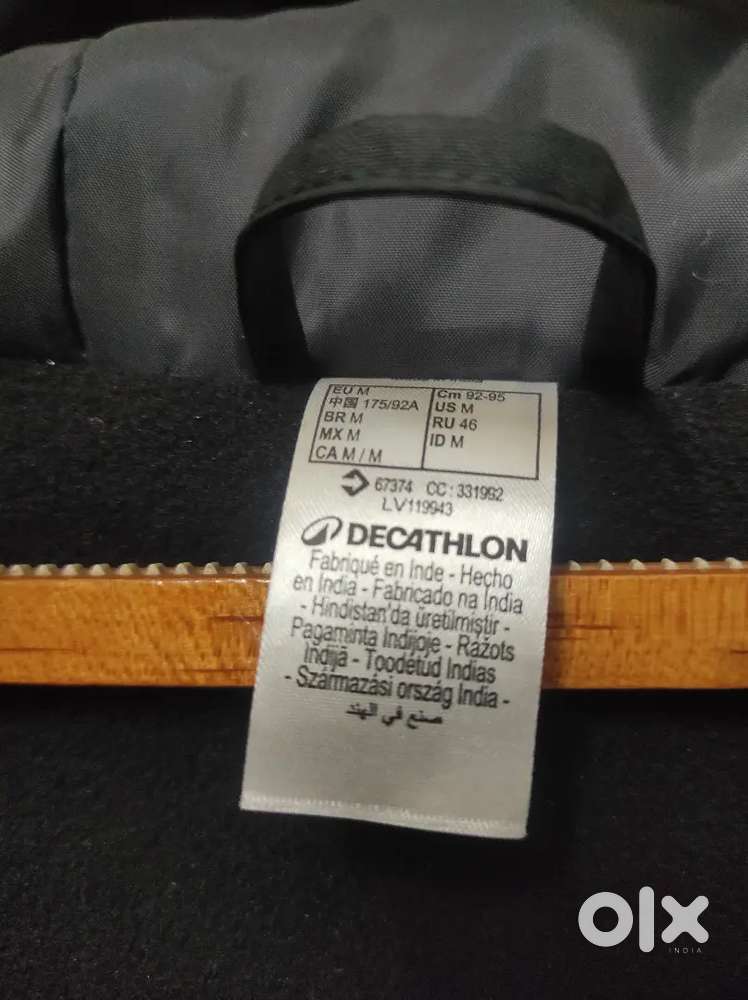 EU M
中国 175/92A
BR M
MX M
CA M / M
Cm 92-95
US M
RU 46
ID M
67374 CC : 331992
LV119943
DECATHLON
Fabriqué en Inde - Hecho
en India - Fabricado na India
- Hindistan'da üretilmiştir -
Pagaminta Indijoje - Ražots
Indijā - Toodetud Indias
- Származási ország India -
صنع في الهند
olx
INDIA